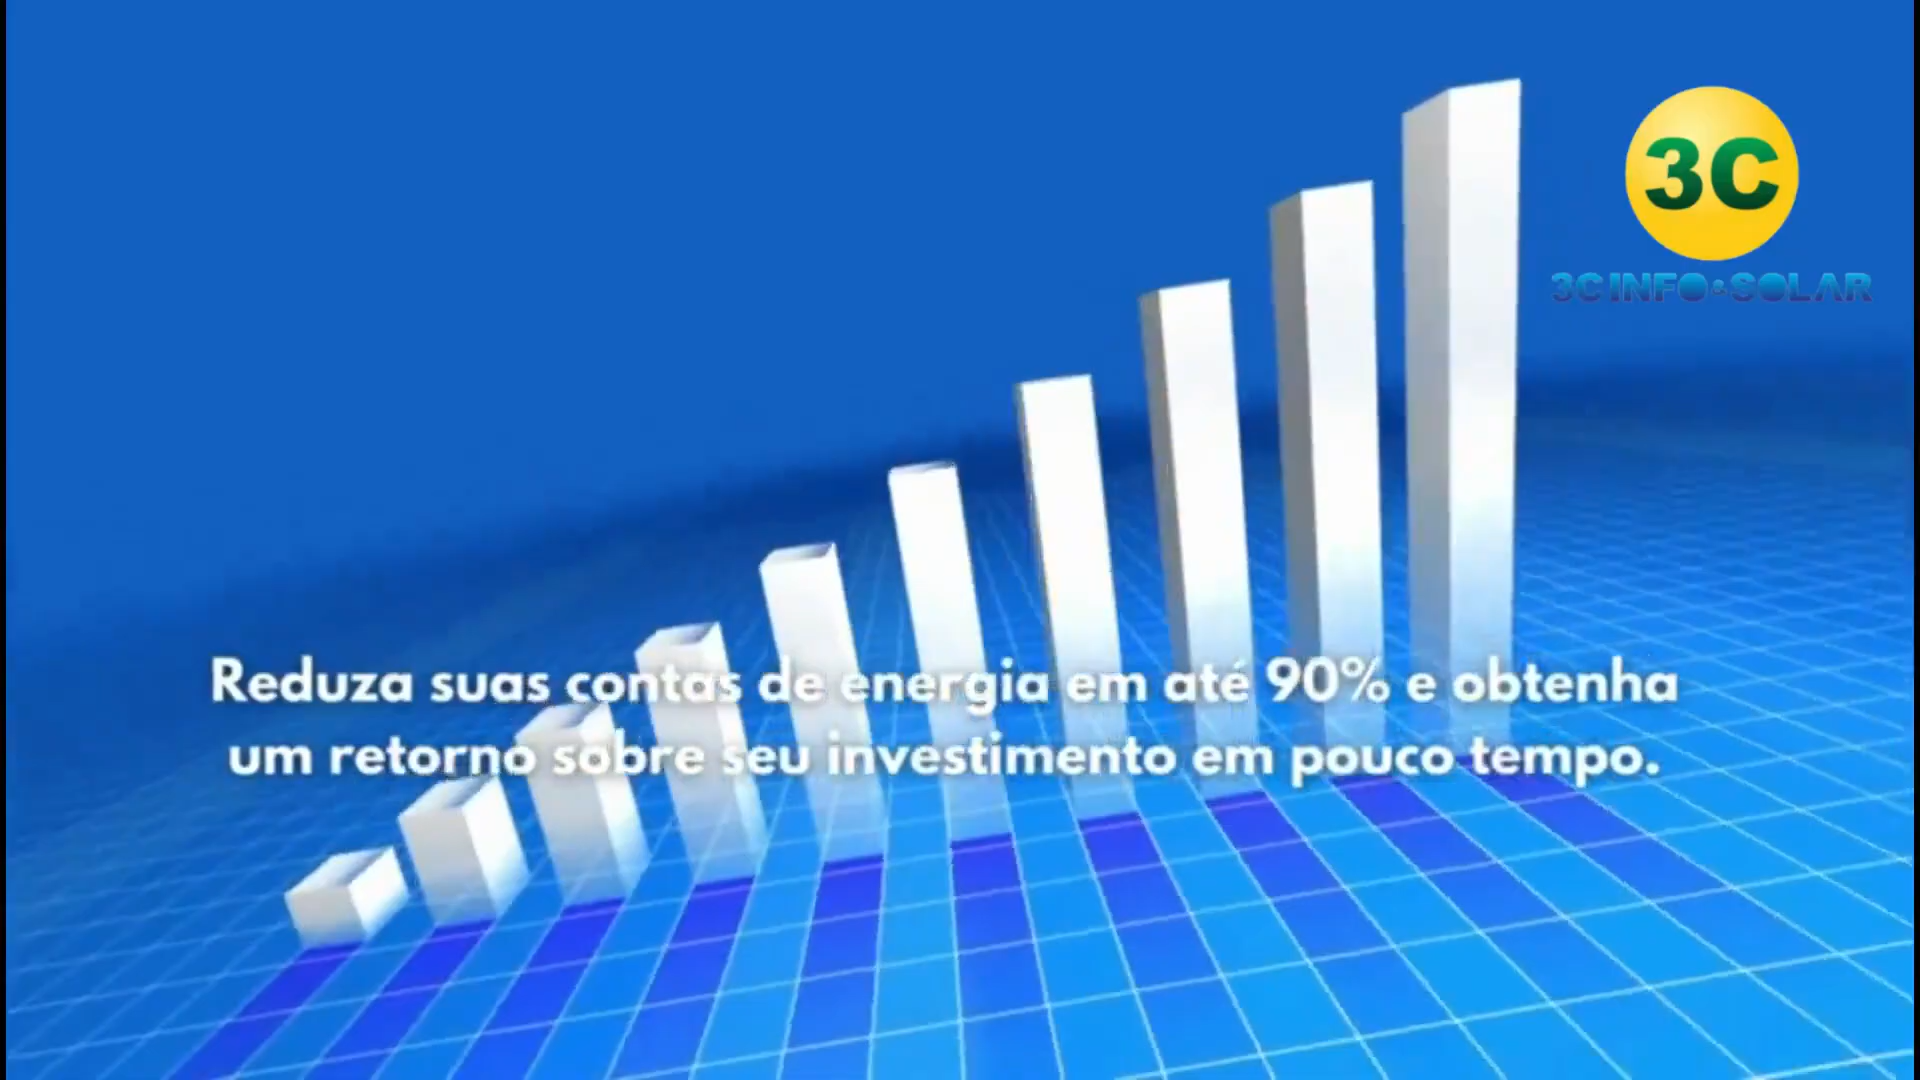 3C
3C INFO & SOLAR
Reduza suas contas de energia em até 90% e obtenha
um retorno sobre seu investimento em pouco tempo.